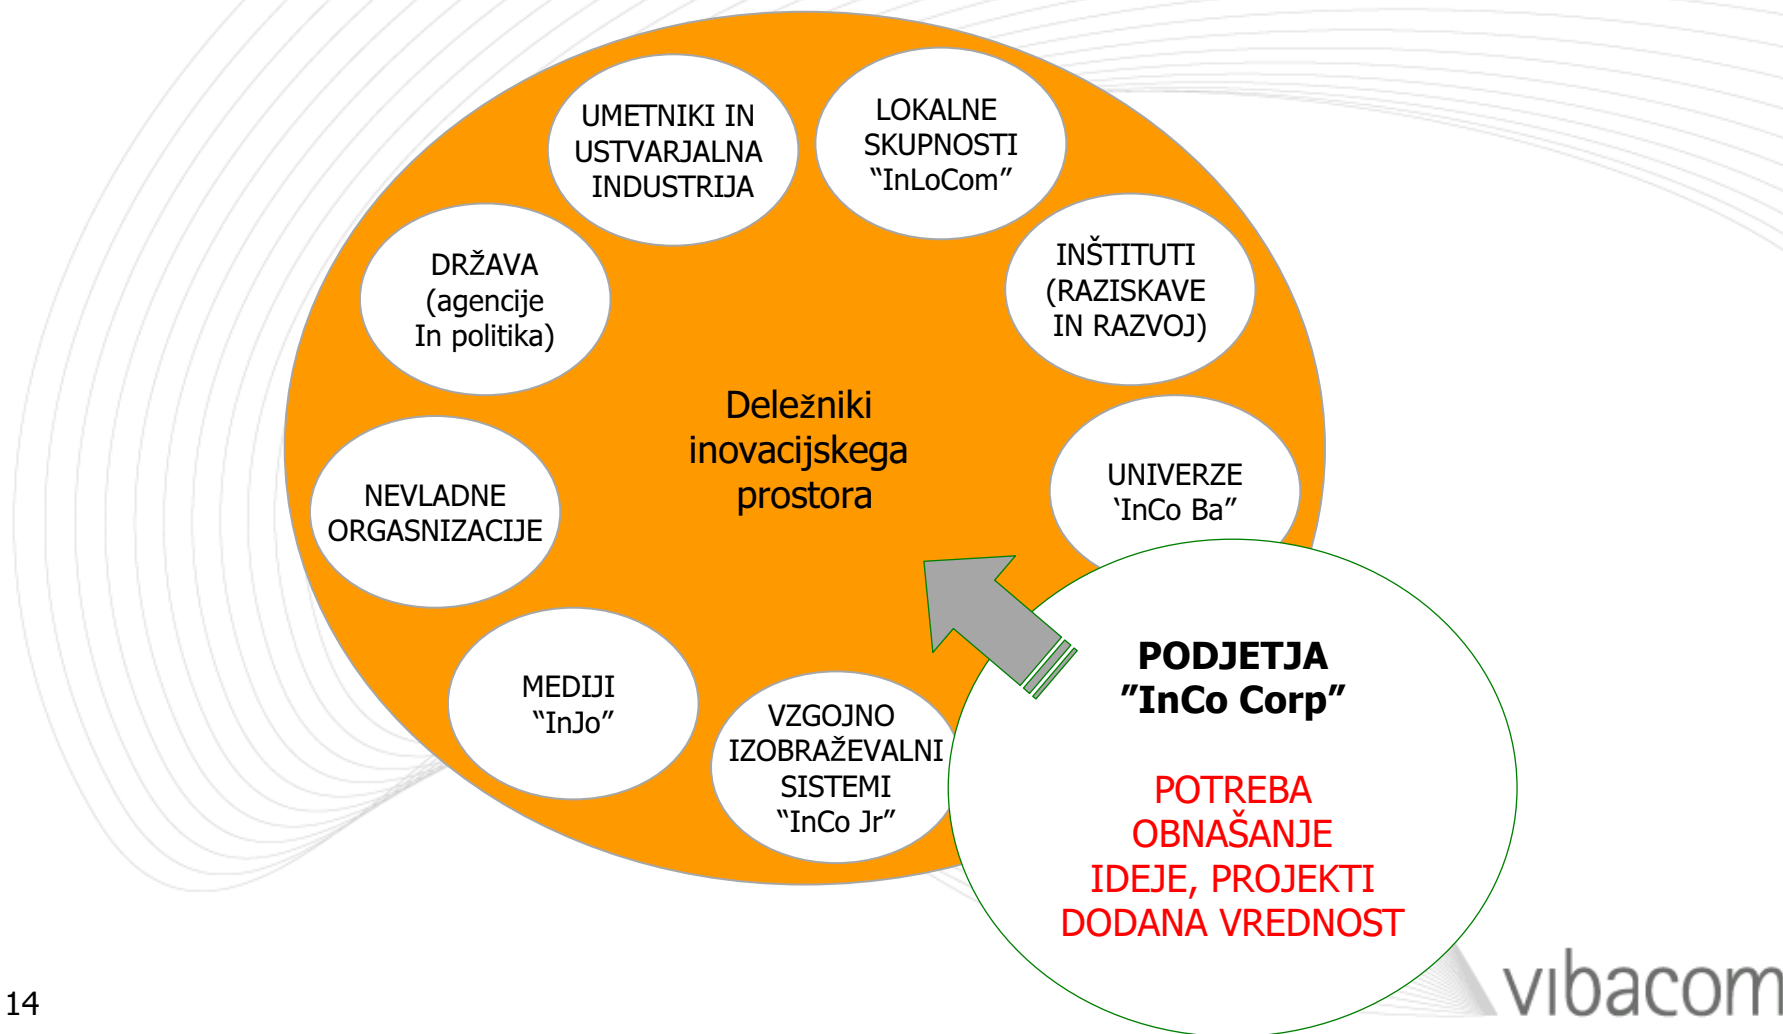 UMETNIKI IN
USTVARJALNA
INDUSTRIJA
LOKALNE
SKUPNOSTI
“InLoCom”
DRŽAVA
(agencije
In politika)
INŠTITUTI
(RAZISKAVE
IN RAZVOJ)
Deležniki
inovacijskega
prostora
NEVLADNE
ORGASNIZACIJE
UNIVERZE
‘InCo Ba”
MEDIJI
“InJo”
VZGOJNO
IZOBRAŽEVALNI
SISTEMI
“InCo Jr”
PODJETJA
”InCo Corp”
POTREBA
OBNAŠANJE
IDEJE, PROJEKTI
DODANA VREDNOST
14
vibacom